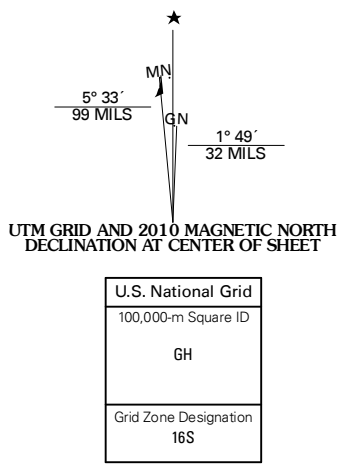 ★
MN
5° 33´
99 MILS
GN
1° 49´
32 MILS
UTM GRID AND 2010 MAGNETIC NORTH
DECLINATION AT CENTER OF SHEET
U.S. National Grid
100,000-m Square ID
GH
Grid Zone Designation
16S